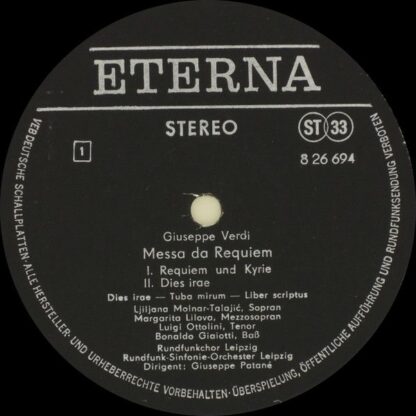 ETERNA
STEREO
ST 33
1
8 26 694
Giuseppe Verdi
Messa da Requiem
I. Requiem und Kyrie
II. Dies irae
Dies irae — Tuba mirum — Liber scriptus
Ljiljana Molnar-Talajić, Sopran
Margarita Lilova, Mezzosopran
Luigi Ottolini, Tenor
Bonaldo Giaiotti, Baß
Rundfunkchor Leipzig
Rundfunk-Sinfonie-Orchester Leipzig
Dirigent: Giuseppe Patané
VEB DEUTSCHE SCHALLPLATTEN · ALLE HERSTELLER- UND URHEBERRECHTE VORBEHALTEN · ÜBERSPIELUNG, ÖFFENTLICHE AUFFÜHRUNG UND RUNDFUNKSENDUNG VERBOTEN